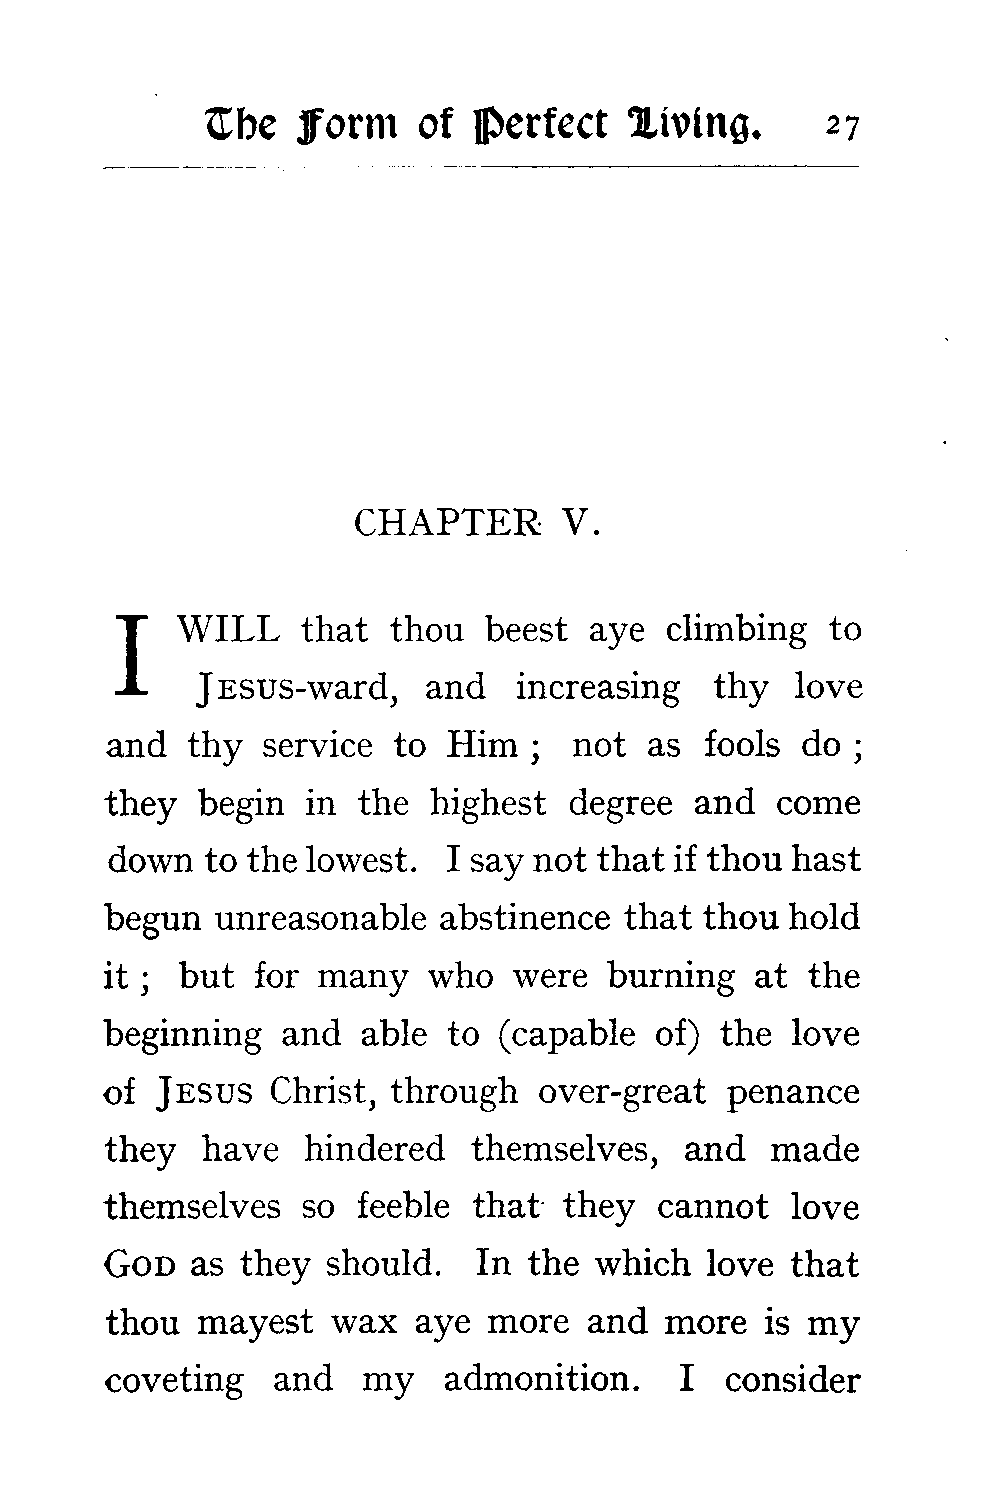 The Form of Perfect Living. 27
CHAPTER V.
I WILL that thou beest aye climbing to
JESUS-ward, and increasing thy love
and thy service to Him ; not as fools do ;
they begin in the highest degree and come
down to the lowest. I say not that if thou hast
begun unreasonable abstinence that thou hold
it ; but for many who were burning at the
beginning and able to (capable of) the love
of JESUS Christ, through over-great penance
they have hindered themselves, and made
themselves so feeble that they cannot love
GOD as they should. In the which love that
thou mayest wax aye more and more is my
coveting and my admonition. I consider